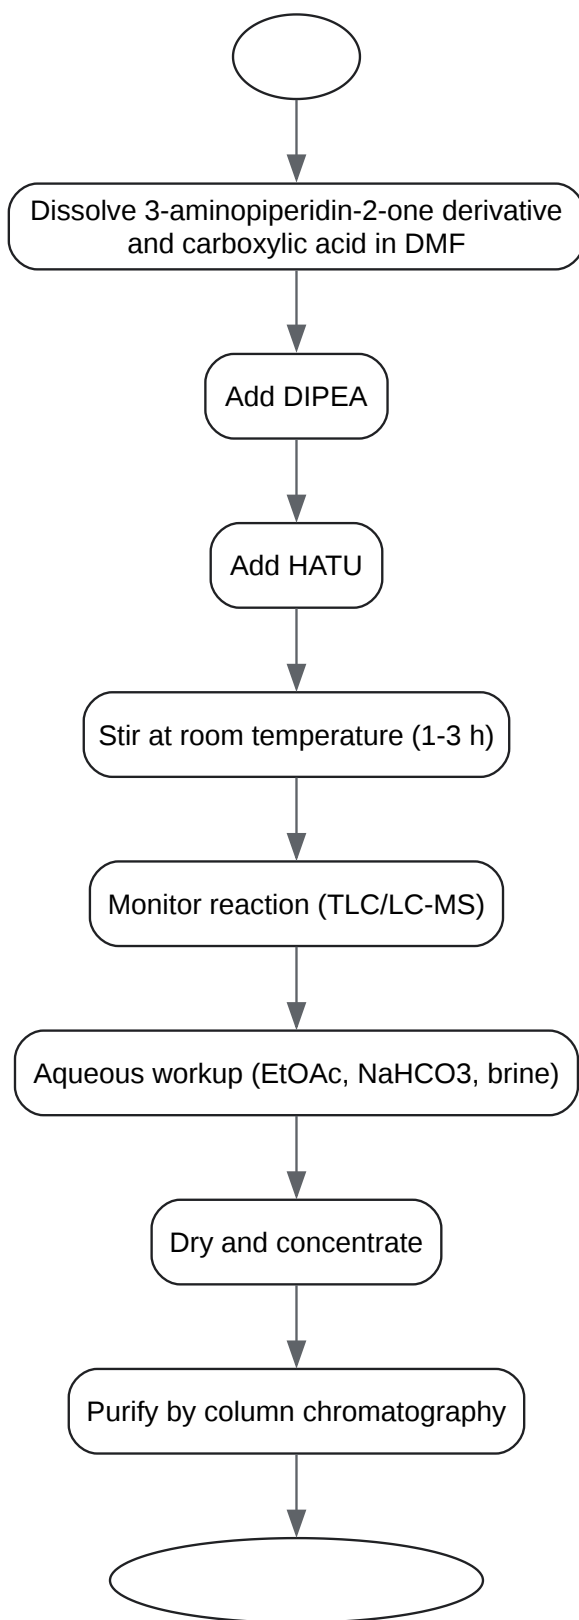 Dissolve 3-aminopiperidin-2-one derivative
and carboxylic acid in DMF
Add DIPEA
Add HATU
Stir at room temperature (1-3 h)
Monitor reaction (TLC/LC-MS)
Aqueous workup (EtOAc, NaHCO3, brine)
Dry and concentrate
Purify by column chromatography